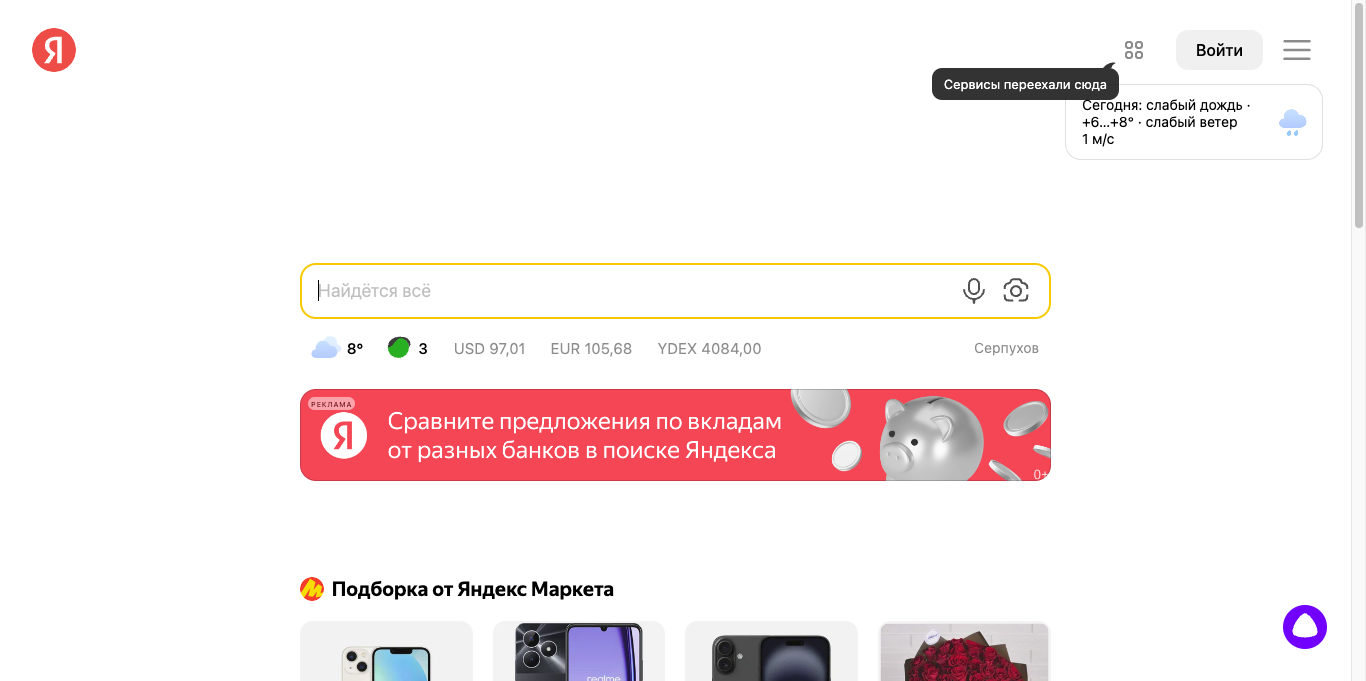 Я
Войти
Сервисы переехали сюда
Сегодня: слабый дождь ·
+6...+8° · слабый ветер
1 м/с
Найдётся всё
8° 3 USD 97,01 EUR 105,68 YDEX 4084,00 Серпухов
РЕКЛАМА
Я
Сравните предложения по вкладам
от разных банков в поиске Яндекса
0+
Подборка от Яндекс Маркета
realme